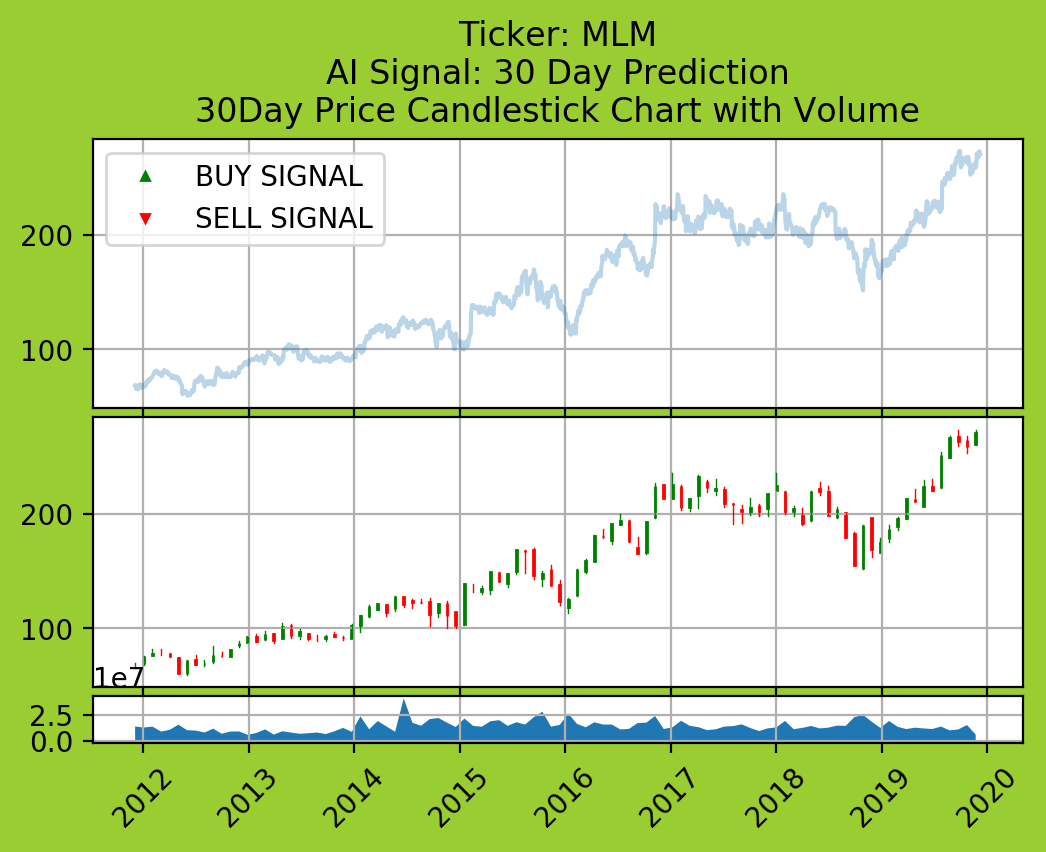 Ticker: MLM
AI Signal: 30 Day Prediction
30Day Price Candlestick Chart with Volume
BUY SIGNAL
SELL SIGNAL
200
100
200
100
1e7
2.5
0.0
2012 2013 2014 2015 2016 2017 2018 2019 2020